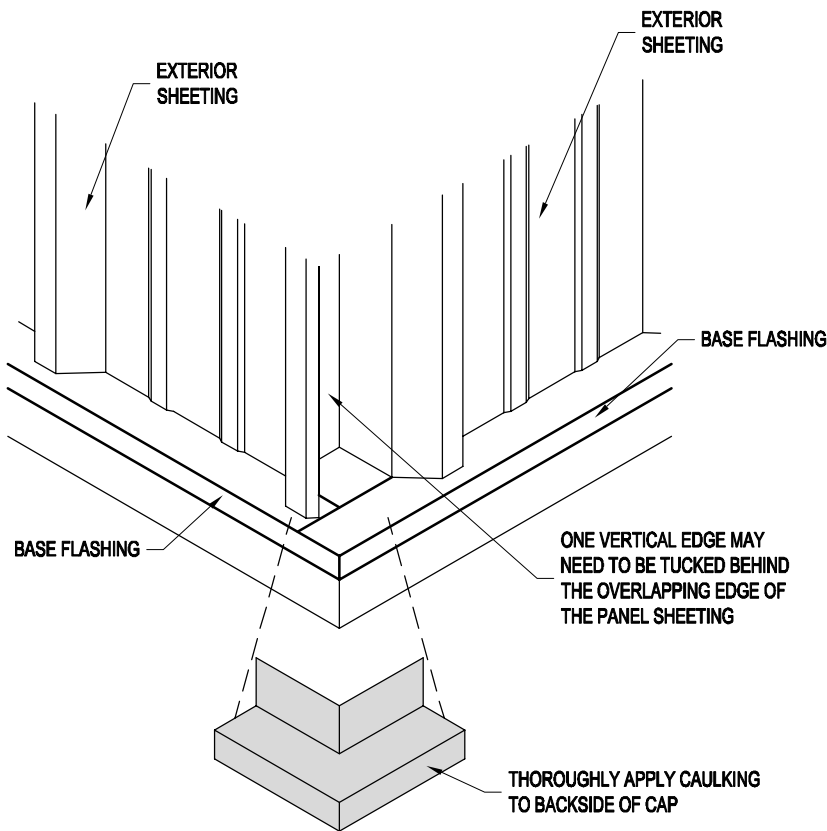 EXTERIOR
SHEETING
EXTERIOR
SHEETING
BASE FLASHING
BASE FLASHING
ONE VERTICAL EDGE MAY
NEED TO BE TUCKED BEHIND
THE OVERLAPPING EDGE OF
THE PANEL SHEETING
THOROUGHLY APPLY CAULKING
TO BACKSIDE OF CAP